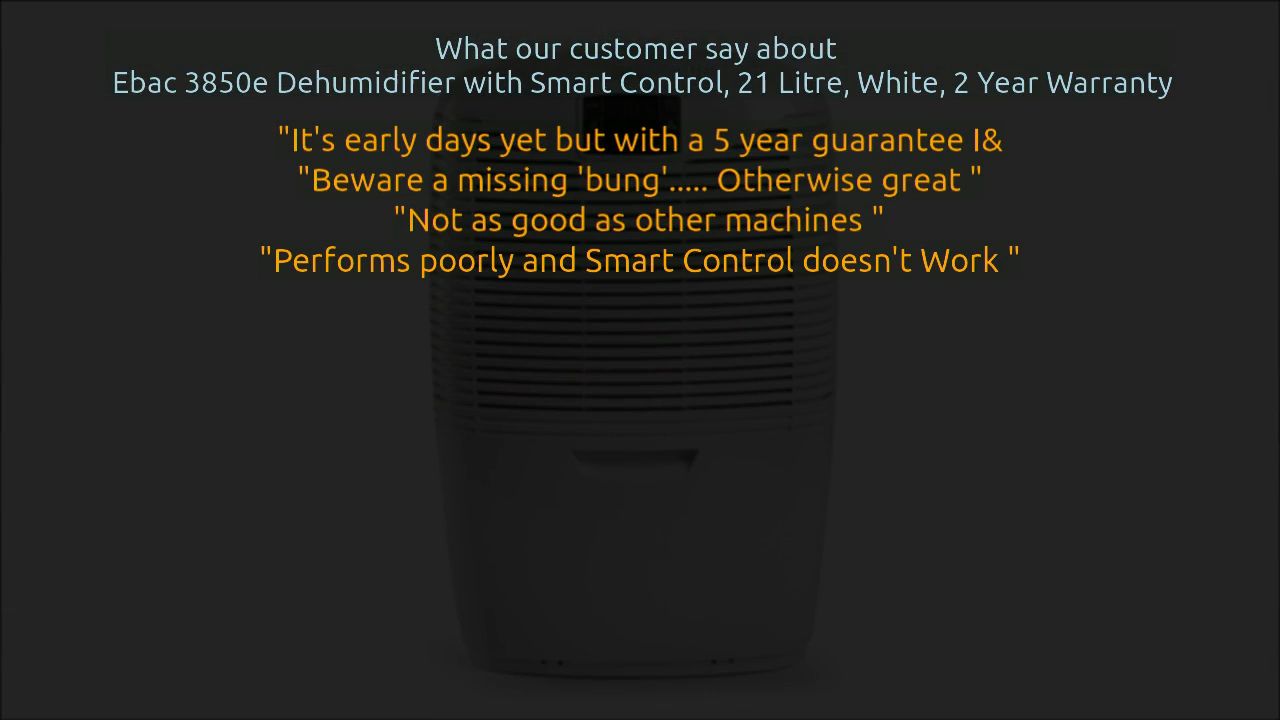 What our customer say about
Ebac 3850e Dehumidifier with Smart Control, 21 Litre, White, 2 Year Warranty
"It's early days yet but with a 5 year guarantee I&
"Beware a missing 'bung'..... Otherwise great "
"Not as good as other machines "
"Performs poorly and Smart Control doesn't Work "